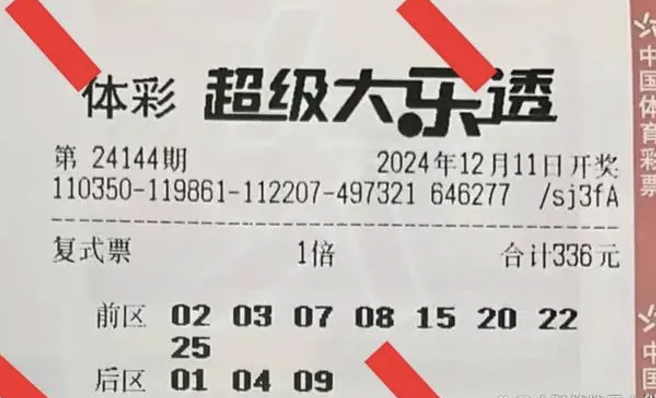 体彩 超级大乐透
第 24144期 2024年12月11日开奖
110350-119861-112207-497321 646277 /sj3fA
复式票 1倍 合计336元
前区 02 03 07 08 15 20 22
25
后区 01 04 09
中国体育彩票
中国